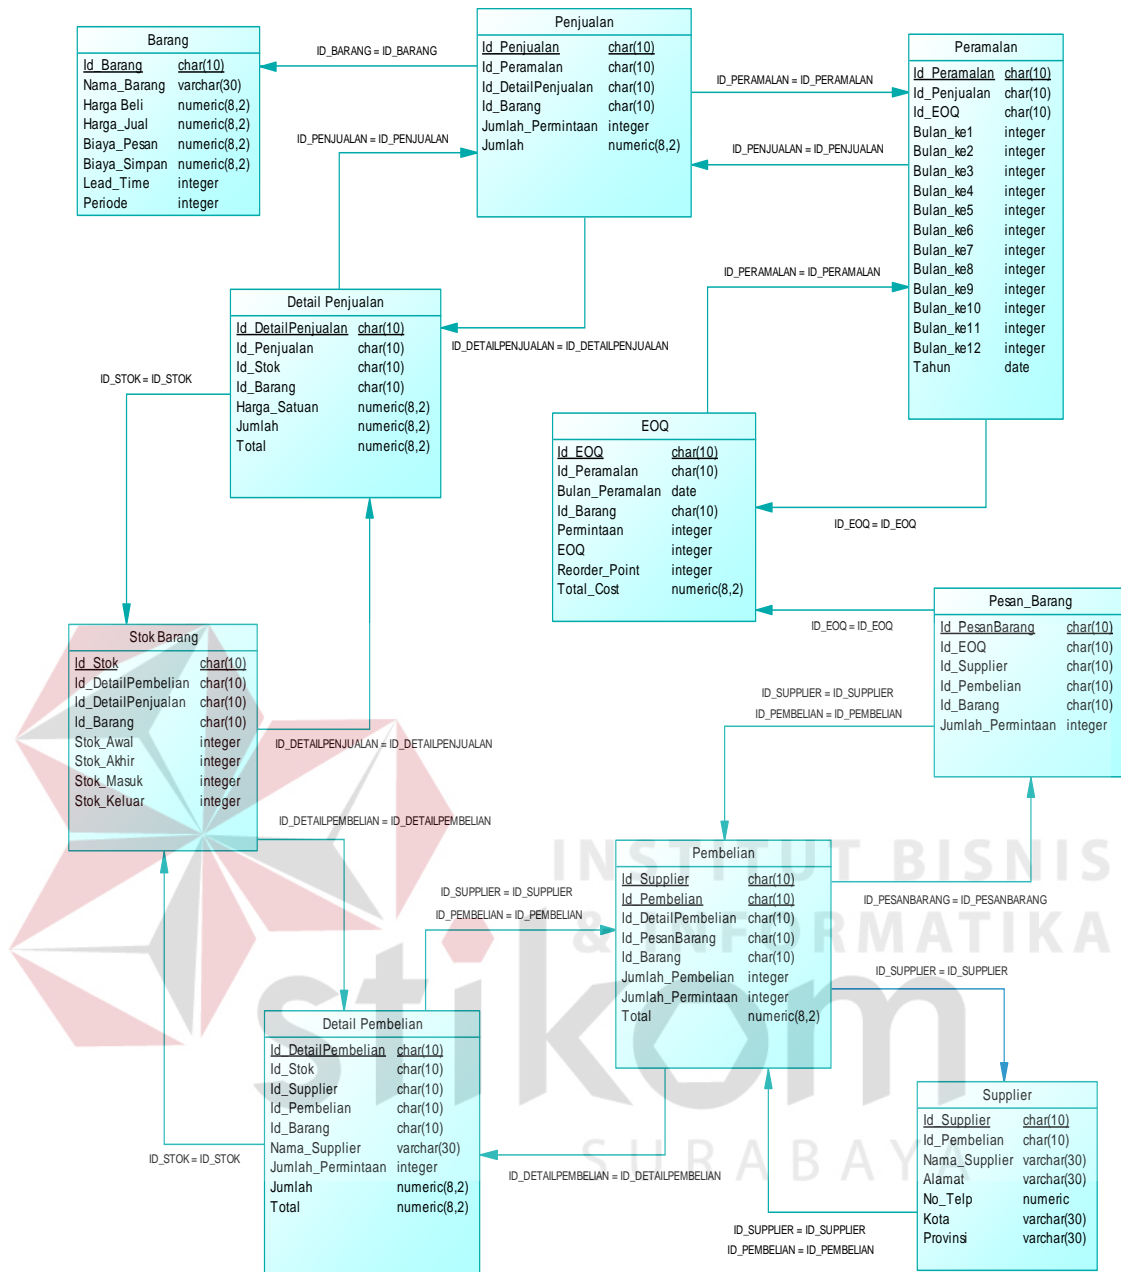 Barang
Id_Barang char(10)
Nama_Barang varchar(30)
Harga Beli numeric(8,2)
Harga_Jual numeric(8,2)
Biaya_Pesan numeric(8,2)
Biaya_Simpan numeric(8,2)
Lead_Time integer
Periode integer
ID_BARANG = ID_BARANG
Penjualan
Id_Penjualan char(10)
Id_Peramalan char(10)
Id_DetailPenjualan char(10)
Id_Barang char(10)
Jumlah_Permintaan integer
Jumlah numeric(8,2)
ID_PERAMALAN = ID_PERAMALAN
ID_PENJUALAN = ID_PENJUALAN
Peramalan
Id_Peramalan char(10)
Id_Penjualan char(10)
Id_EOQ char(10)
Bulan_ke1 integer
Bulan_ke2 integer
Bulan_ke3 integer
Bulan_ke4 integer
Bulan_ke5 integer
Bulan_ke6 integer
Bulan_ke7 integer
Bulan_ke8 integer
Bulan_ke9 integer
Bulan_ke10 integer
Bulan_ke11 integer
Bulan_ke12 integer
Tahun date
ID_PENJUALAN = ID_PENJUALAN
ID_PERAMALAN = ID_PERAMALAN
Detail Penjualan
Id_DetailPenjualan char(10)
Id_Penjualan char(10)
Id_Stok char(10)
Id_Barang char(10)
Harga_Satuan numeric(8,2)
Jumlah numeric(8,2)
Total numeric(8,2)
ID_DETAILPENJUALAN = ID_DETAILPENJUALAN
ID_STOK = ID_STOK
EOQ
Id_EOQ char(10)
Id_Peramalan char(10)
Bulan_Peramalan date
Id_Barang char(10)
Permintaan integer
EOQ integer
Reorder_Point integer
Total_Cost numeric(8,2)
ID_EOQ = ID_EOQ
ID_EOQ = ID_EOQ
Pesan_Barang
Id_PesanBarang char(10)
Id_EOQ char(10)
Id_Supplier char(10)
Id_Pembelian char(10)
Id_Barang char(10)
Jumlah_Permintaan integer
Stok Barang
Id_Stok char(10)
Id_DetailPembelian char(10)
Id_DetailPenjualan char(10)
Id_Barang char(10)
Stok_Awal integer
Stok_Akhir integer
Stok_Masuk integer
Stok_Keluar integer
ID_DETAILPENJUALAN = ID_DETAILPENJUALAN
ID_DETAILPEMBELIAN = ID_DETAILPEMBELIAN
ID_SUPPLIER = ID_SUPPLIER
ID_PEMBELIAN = ID_PEMBELIAN
Pembelian
Id_Supplier char(10)
Id_Pembelian char(10)
Id_DetailPembelian char(10)
Id_PesanBarang char(10)
Id_Barang char(10)
Jumlah_Pembelian integer
Jumlah_Permintaan integer
Total numeric(8,2)
ID_PESANBARANG = ID_PESANBARANG
ID_SUPPLIER = ID_SUPPLIER
ID_PEMBELIAN = ID_PEMBELIAN
ID_SUPPLIER = ID_SUPPLIER
Detail Pembelian
Id_DetailPembelian char(10)
Id_Stok char(10)
Id_Supplier char(10)
Id_Pembelian char(10)
Id_Barang char(10)
Nama_Supplier varchar(30)
Jumlah_Permintaan integer
Jumlah numeric(8,2)
Total numeric(8,2)
ID_STOK = ID_STOK
ID_DETAILPEMBELIAN = ID_DETAILPEMBELIAN
Supplier
Id_Supplier char(10)
Id_Pembelian char(10)
Nama_Supplier varchar(30)
Alamat varchar(30)
No_Telp numeric
Kota varchar(30)
Provinsi varchar(30)
ID_SUPPLIER = ID_SUPPLIER
ID_PEMBELIAN = ID_PEMBELIAN
INSTITUT BISNIS
& INFORMATIKA
stikom
SURABAYA